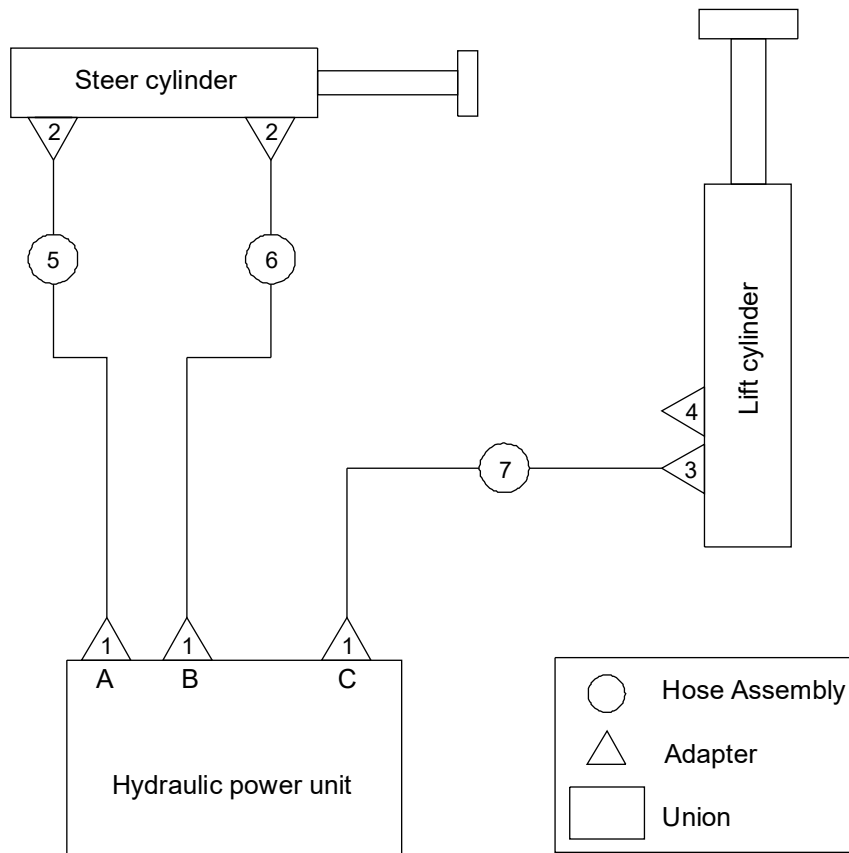 Steer cylinder
2
2
5
6
Lift cylinder
4
7
3
1
1
1
A
B
C
Hydraulic power unit
Hose Assembly
Adapter
Union